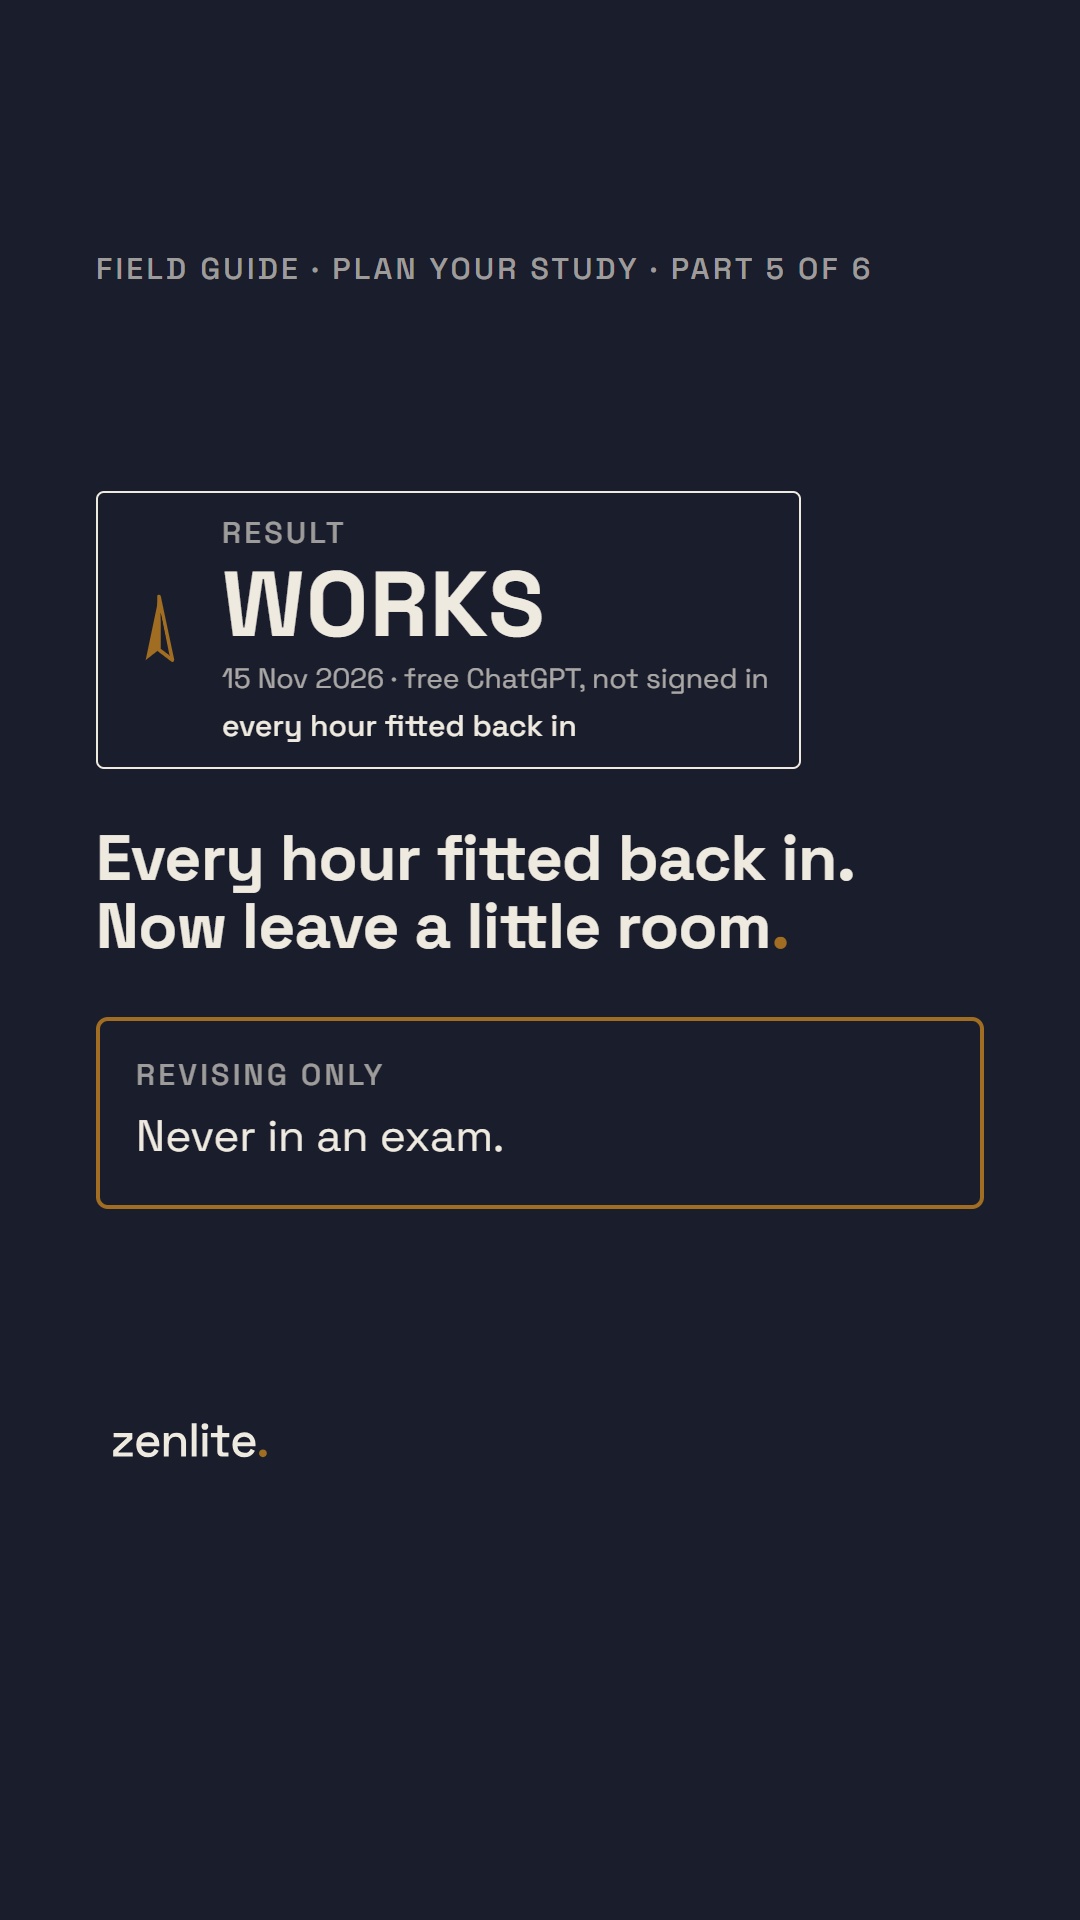 FIELD GUIDE · PLAN YOUR STUDY · PART 5 OF 6
RESULT
WORKS
15 Nov 2026 · free ChatGPT, not signed in
every hour fitted back in
Every hour fitted back in.
Now leave a little room.
REVISING ONLY
Never in an exam.
zenlite.